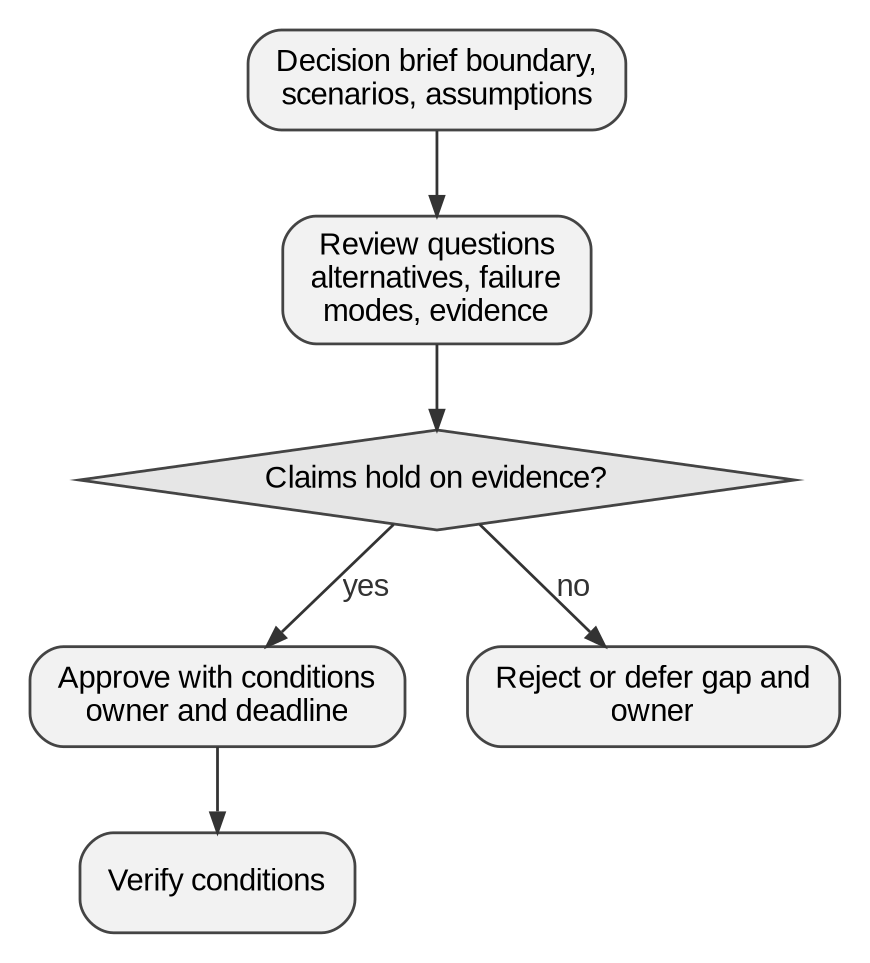 Decision brief boundary,
scenarios, assumptions
Review questions
alternatives, failure
modes, evidence
Claims hold on evidence?
yes
no
Approve with conditions
owner and deadline
Reject or defer gap and
owner
Verify conditions